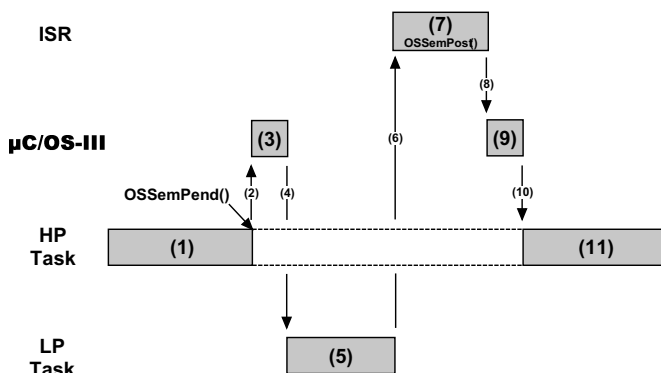 ISR
(7)
OSSemPost()
(8)
µC/OS-III
(3)
(6)
(9)
OSSemPend()
(2)
(4)
(10)
HP
Task
(1)
(11)
LP
Task
(5)